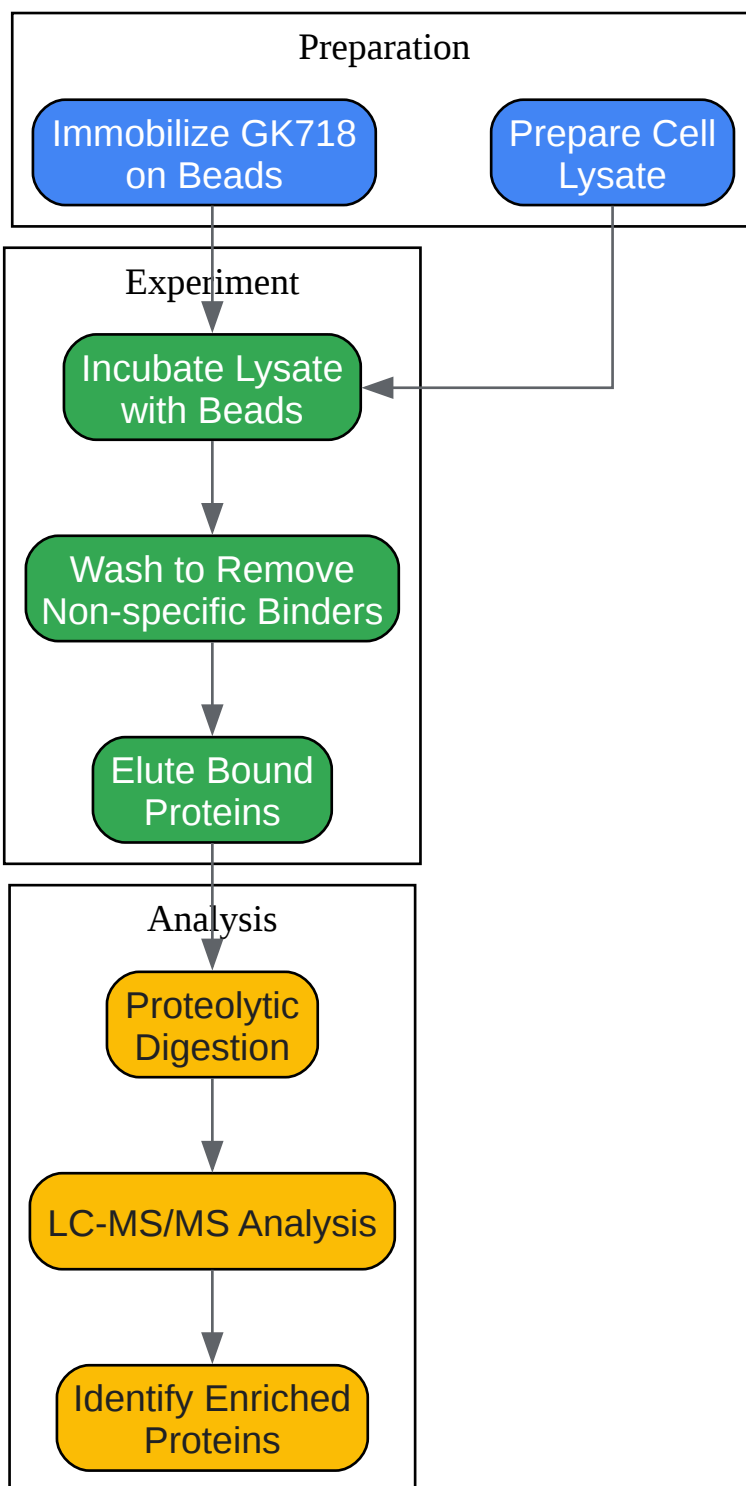 Preparation
Immobilize GK718
on Beads
Prepare Cell
Lysate
Experiment
Incubate Lysate
with Beads
Wash to Remove
Non-specific Binders
Elute Bound
Proteins
Analysis
Proteolytic
Digestion
LC-MS/MS Analysis
Identify Enriched
Proteins